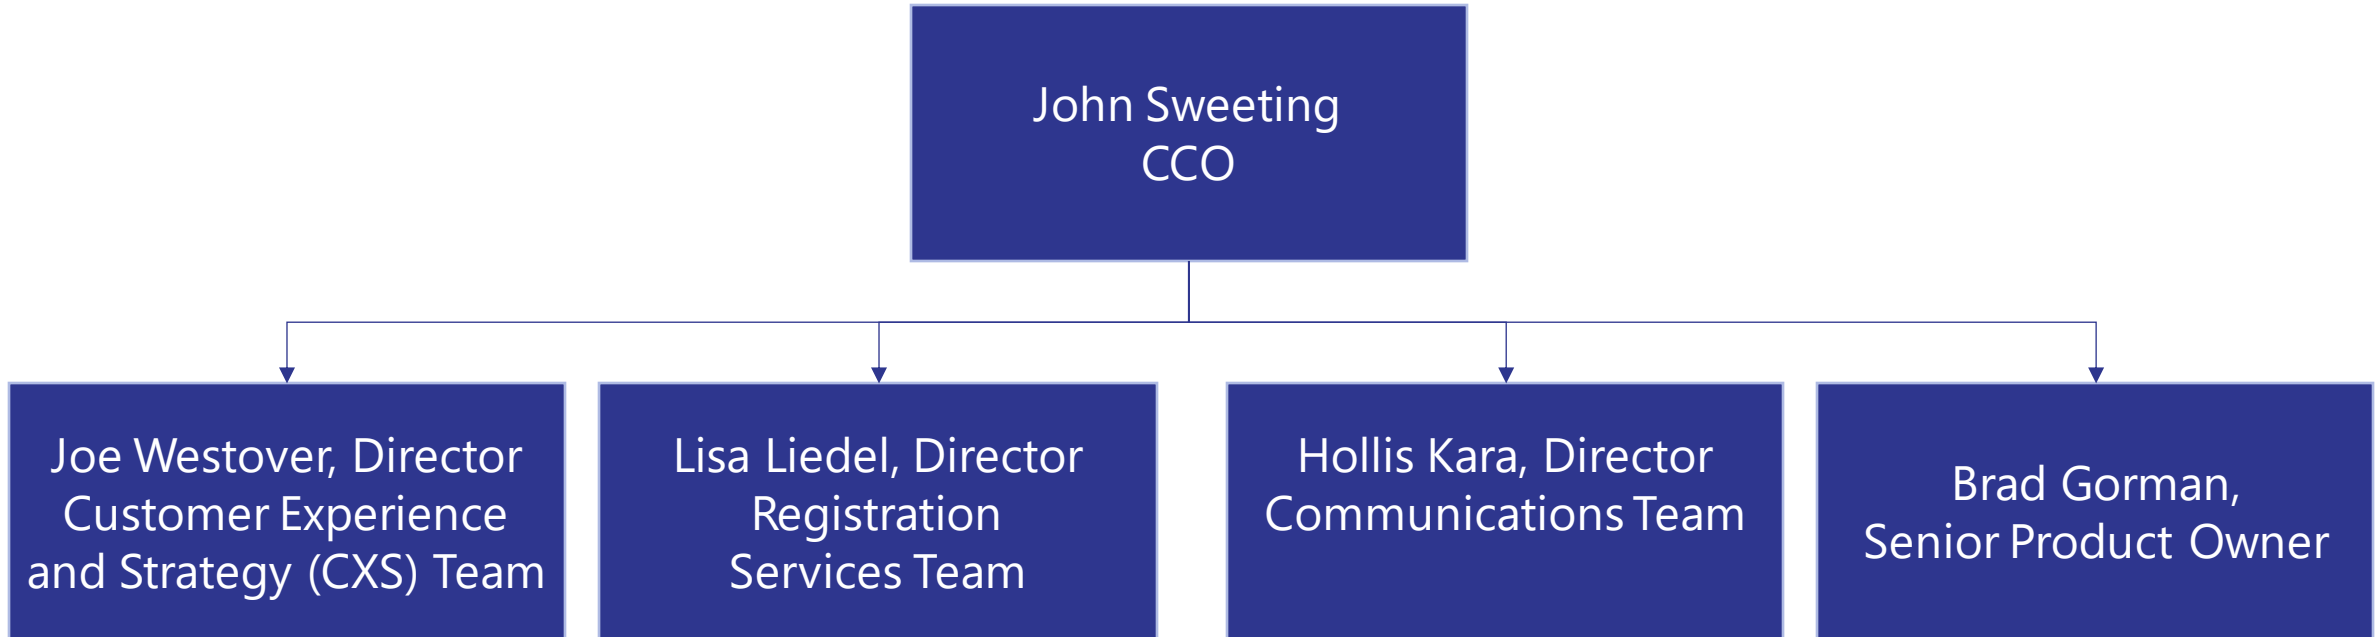 John Sweeting
CCO
Joe Westover, Director
Customer Experience
and Strategy (CXS) Team
Lisa Liedel, Director
Registration
Services Team
Hollis Kara, Director
Communications Team
Brad Gorman,
Senior Product Owner